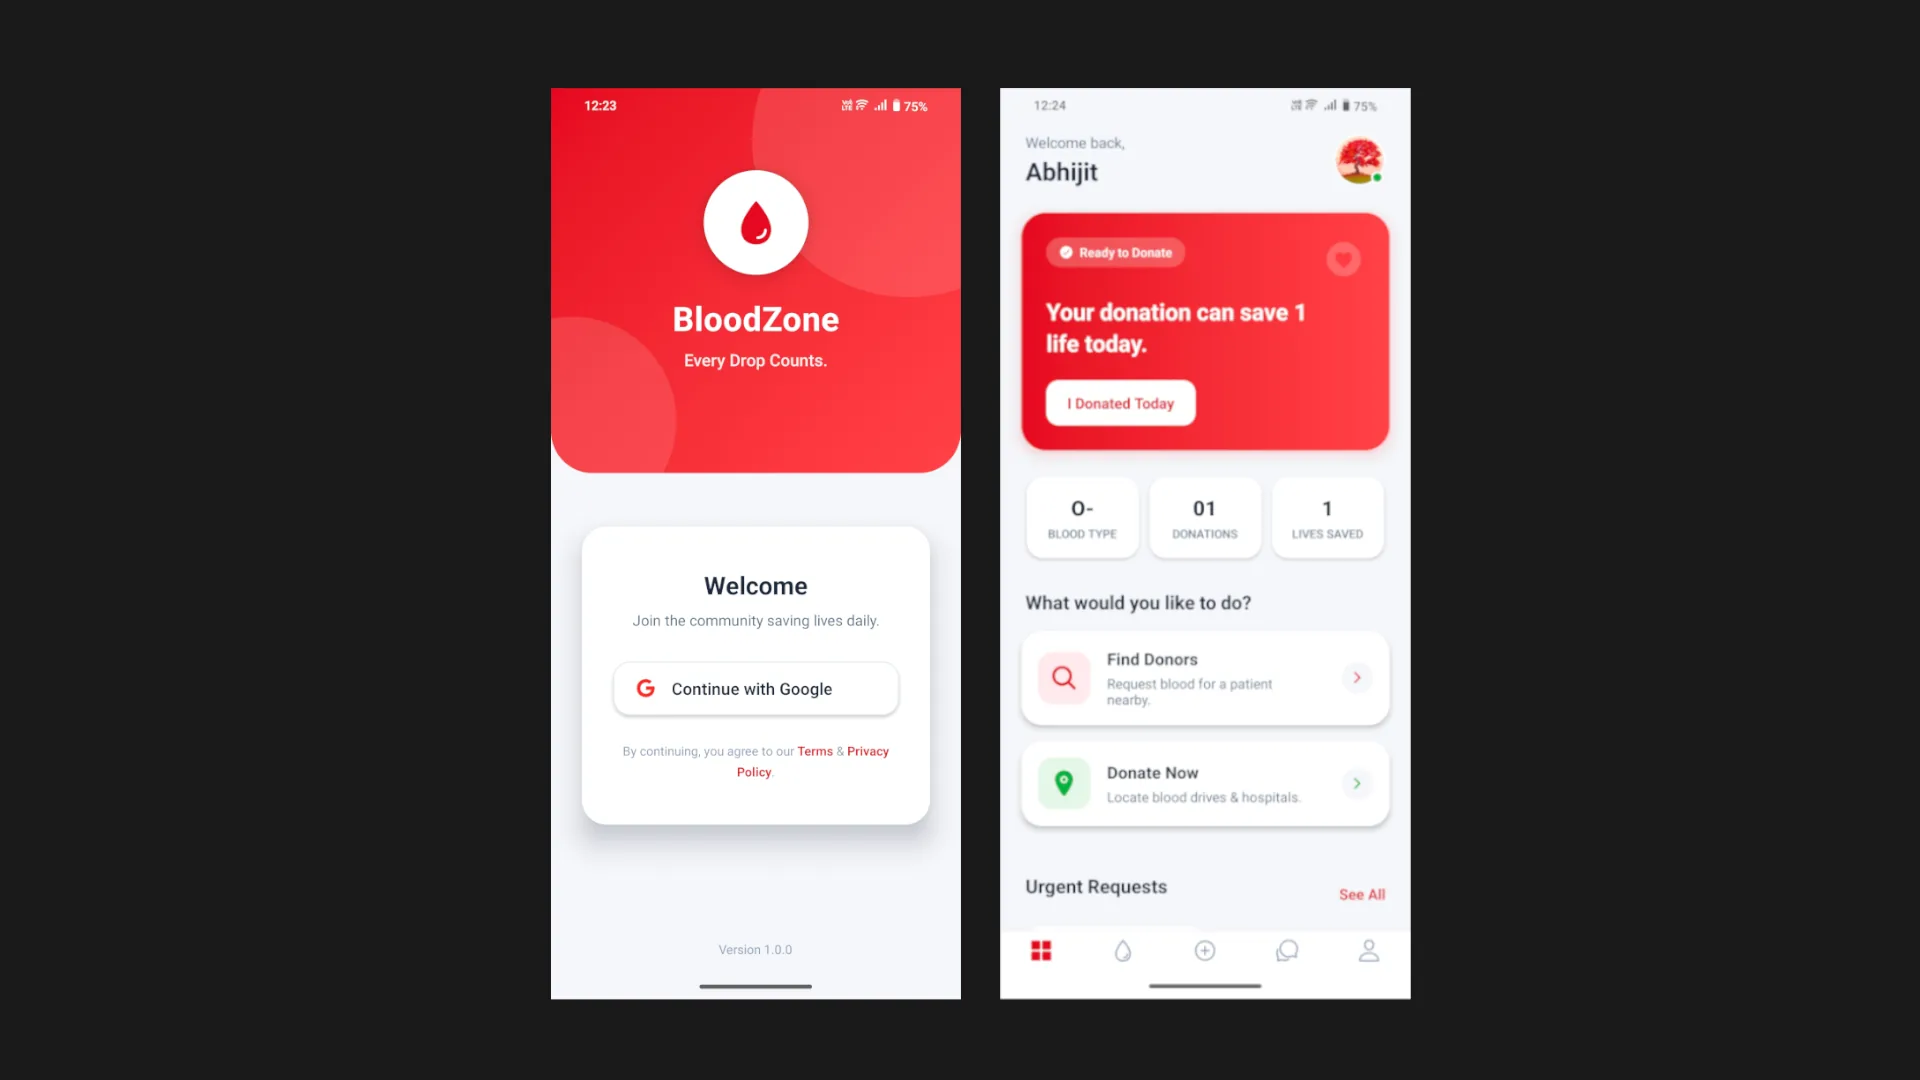 12:23
75%
BloodZone
Every Drop Counts.
Welcome
Join the community saving lives daily.
G Continue with Google
By continuing, you agree to our Terms & Privacy
Policy.
Version 1.0.0
12:24
75%
Welcome back,
Abhijit
Ready to Donate
Your donation can save 1
life today.
I Donated Today
O-
BLOOD TYPE
01
DONATIONS
1
LIVES SAVED
What would you like to do?
Find Donors
Request blood for a patient
nearby.
Donate Now
Locate blood drives & hospitals.
Urgent Requests
See All